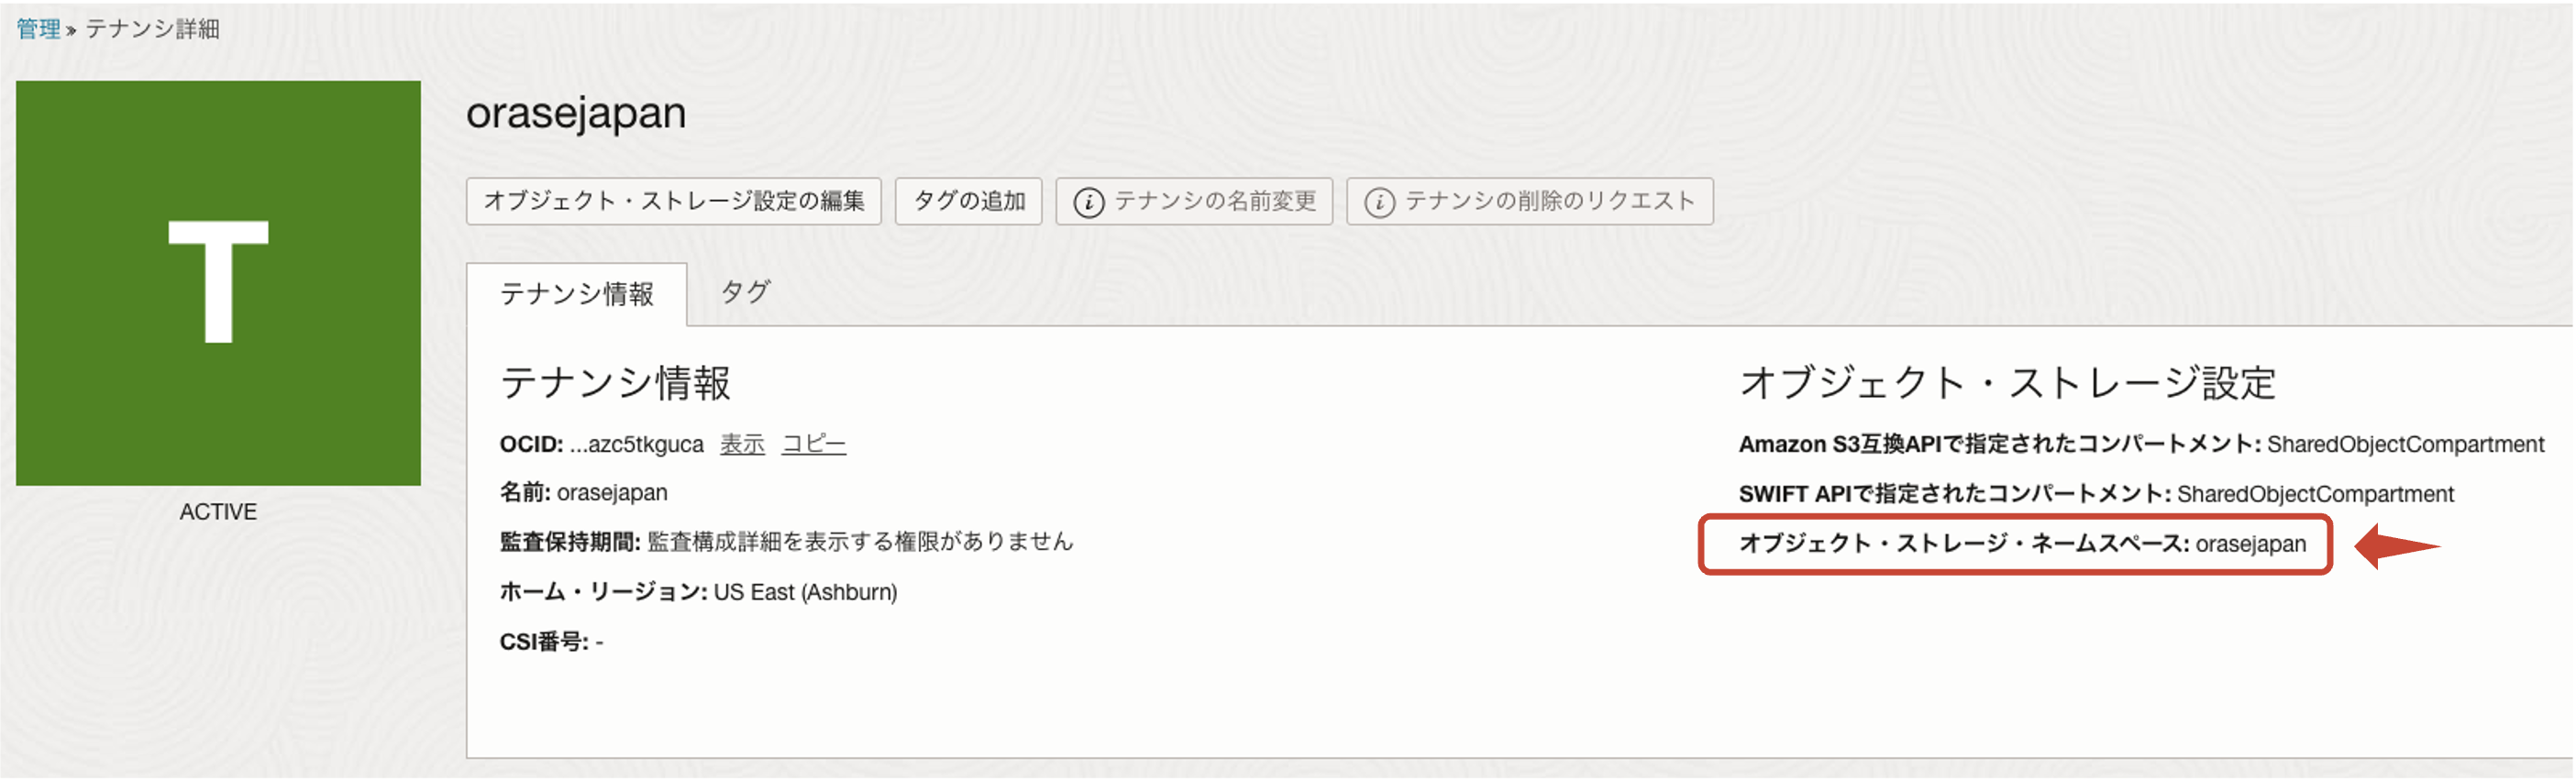 管理 » テナンシ詳細
T
ACTIVE
orasejapan
オブジェクト・ストレージ設定の編集 タグの追加 i テナンシの名前変更 i テナンシの削除のリクエスト
テナンシ情報 タグ
テナンシ情報
OCID: ...azc5tkguca 表示 コピー
名前: orasejapan
監査保持期間: 監査構成詳細を表示する権限がありません
ホーム・リージョン: US East (Ashburn)
CSI番号: -
オブジェクト・ストレージ設定
Amazon S3互換APIで指定されたコンパートメント: SharedObjectCompartment
SWIFT APIで指定されたコンパートメント: SharedObjectCompartment
オブジェクト・ストレージ・ネームスペース: orasejapan